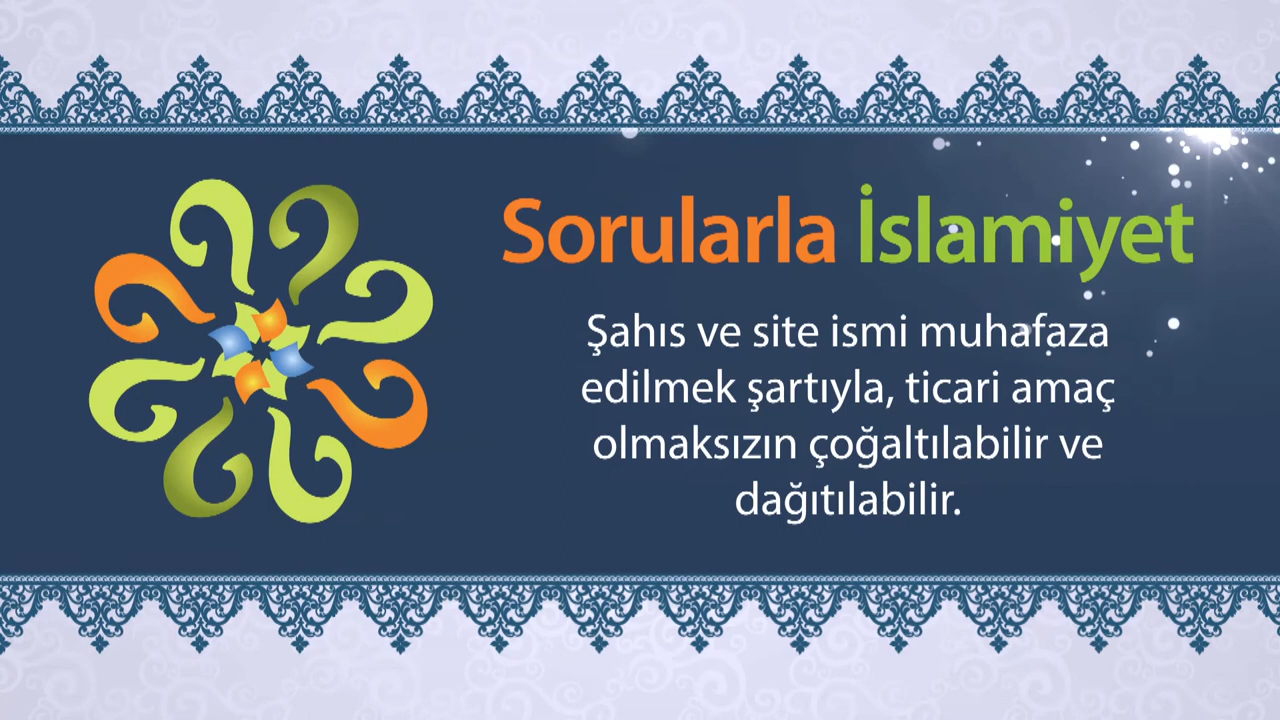 Sorularla İslamiyet
Şahıs ve site ismi muhafaza
edilmek şartıyla, ticari amaç
olmaksızın çoğaltılabilir ve
dağıtılabilir.